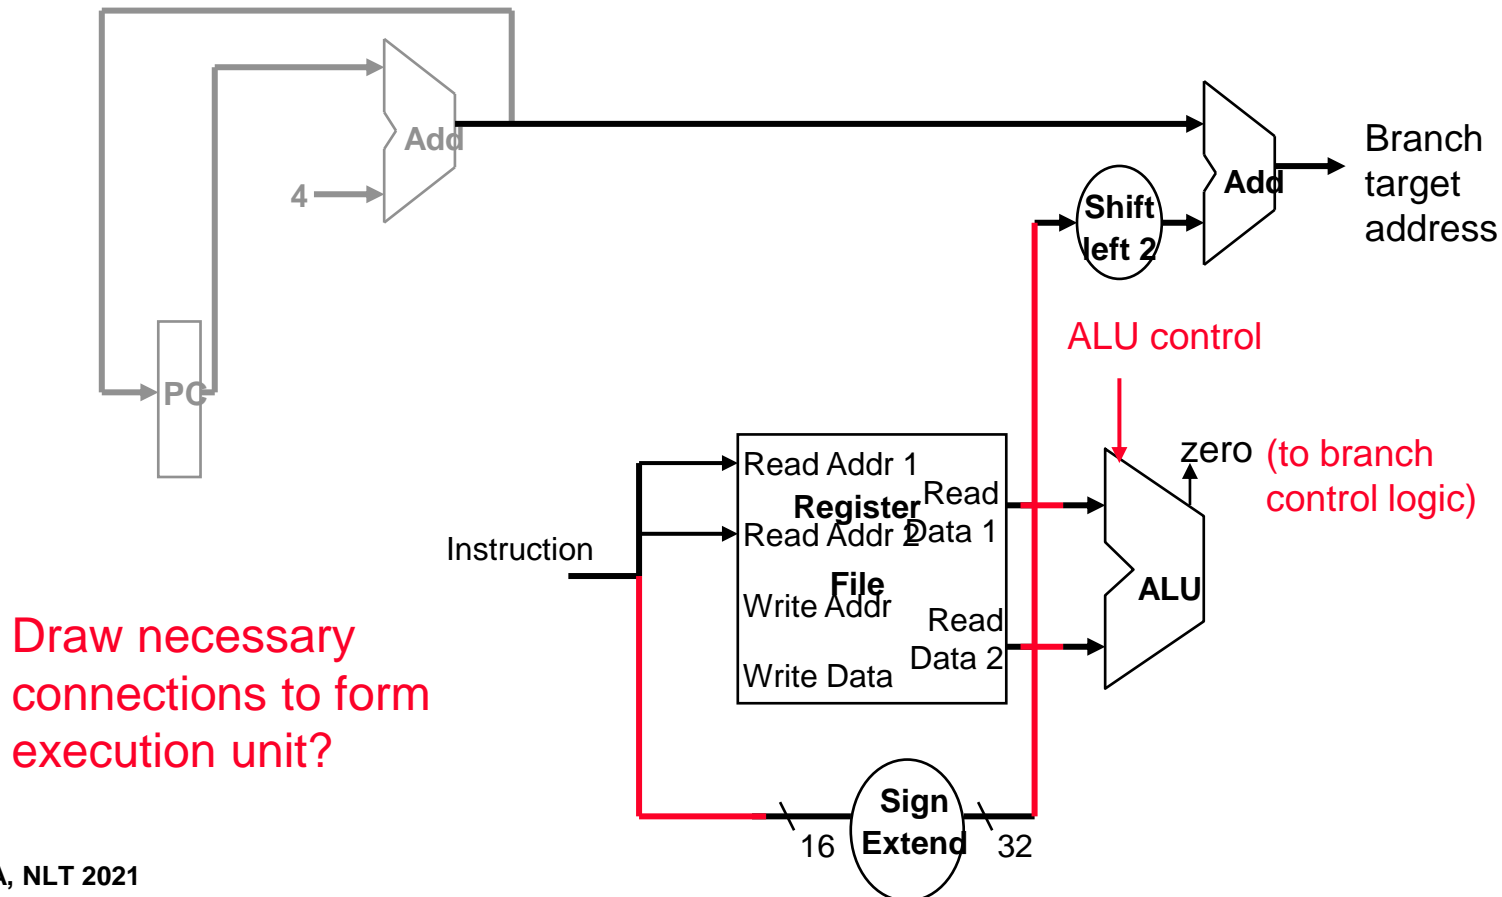 Add
4
PC
Shift
left 2
Add
Branch
target
address
ALU control
Instruction
Read Addr 1
Register
Read Addr 2
File
Write Addr
Write Data
Read
Data 1
Read
Data 2
zero
(to branch
control logic)
ALU
Draw necessary
connections to form
execution unit?
16
Sign
Extend
32
A, NLT 2021